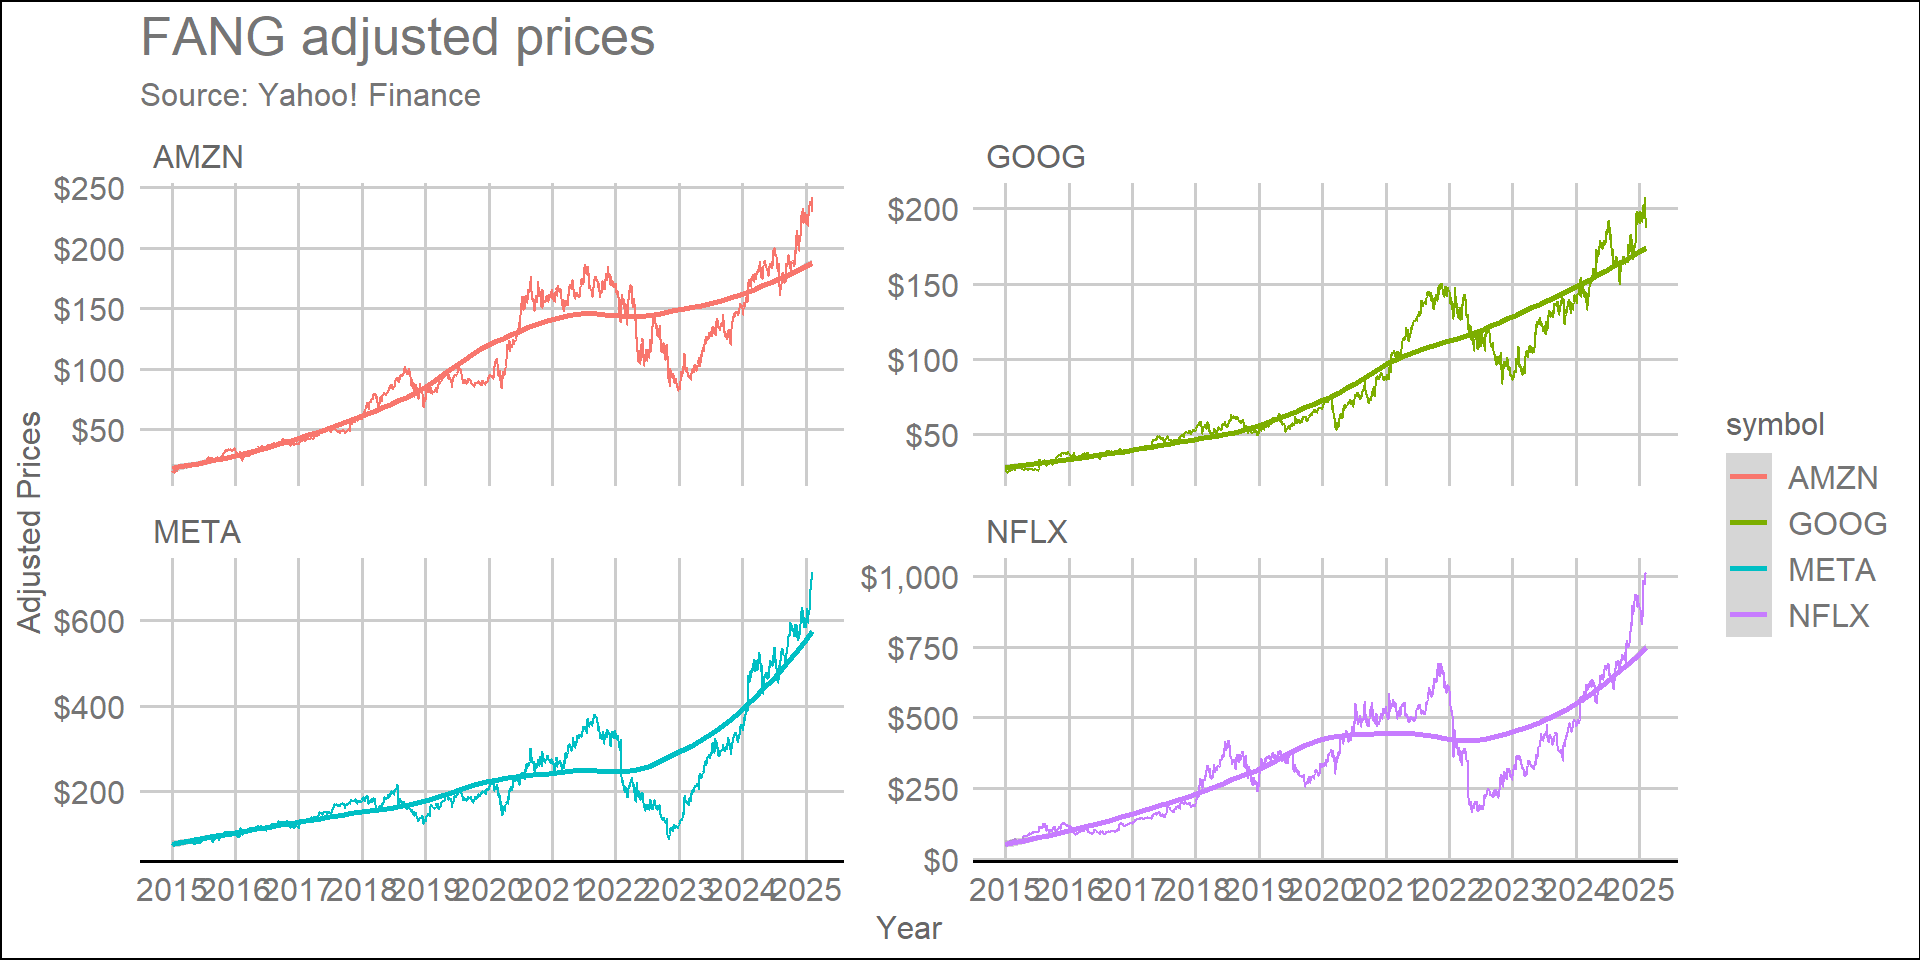 FANG adjusted prices
Source: Yahoo! Finance
AMZN
$250
$200
$150
$100
$50
GOOG
$200
$150
$100
$50
Adjusted Prices
META
$600
$400
$200
2015 2016 2017 2018 2019 2020 2021 2022 2023 2024 2025
NFLX
$1,000
$750
$500
$250
$0
2015 2016 2017 2018 2019 2020 2021 2022 2023 2024 2025
Year
symbol
AMZN
GOOG
META
NFLX